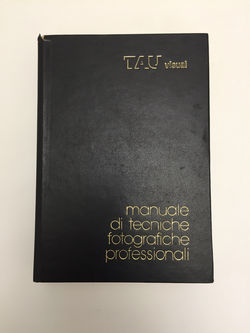 TAU visual
manuale
di tecniche
fotografiche
professionali